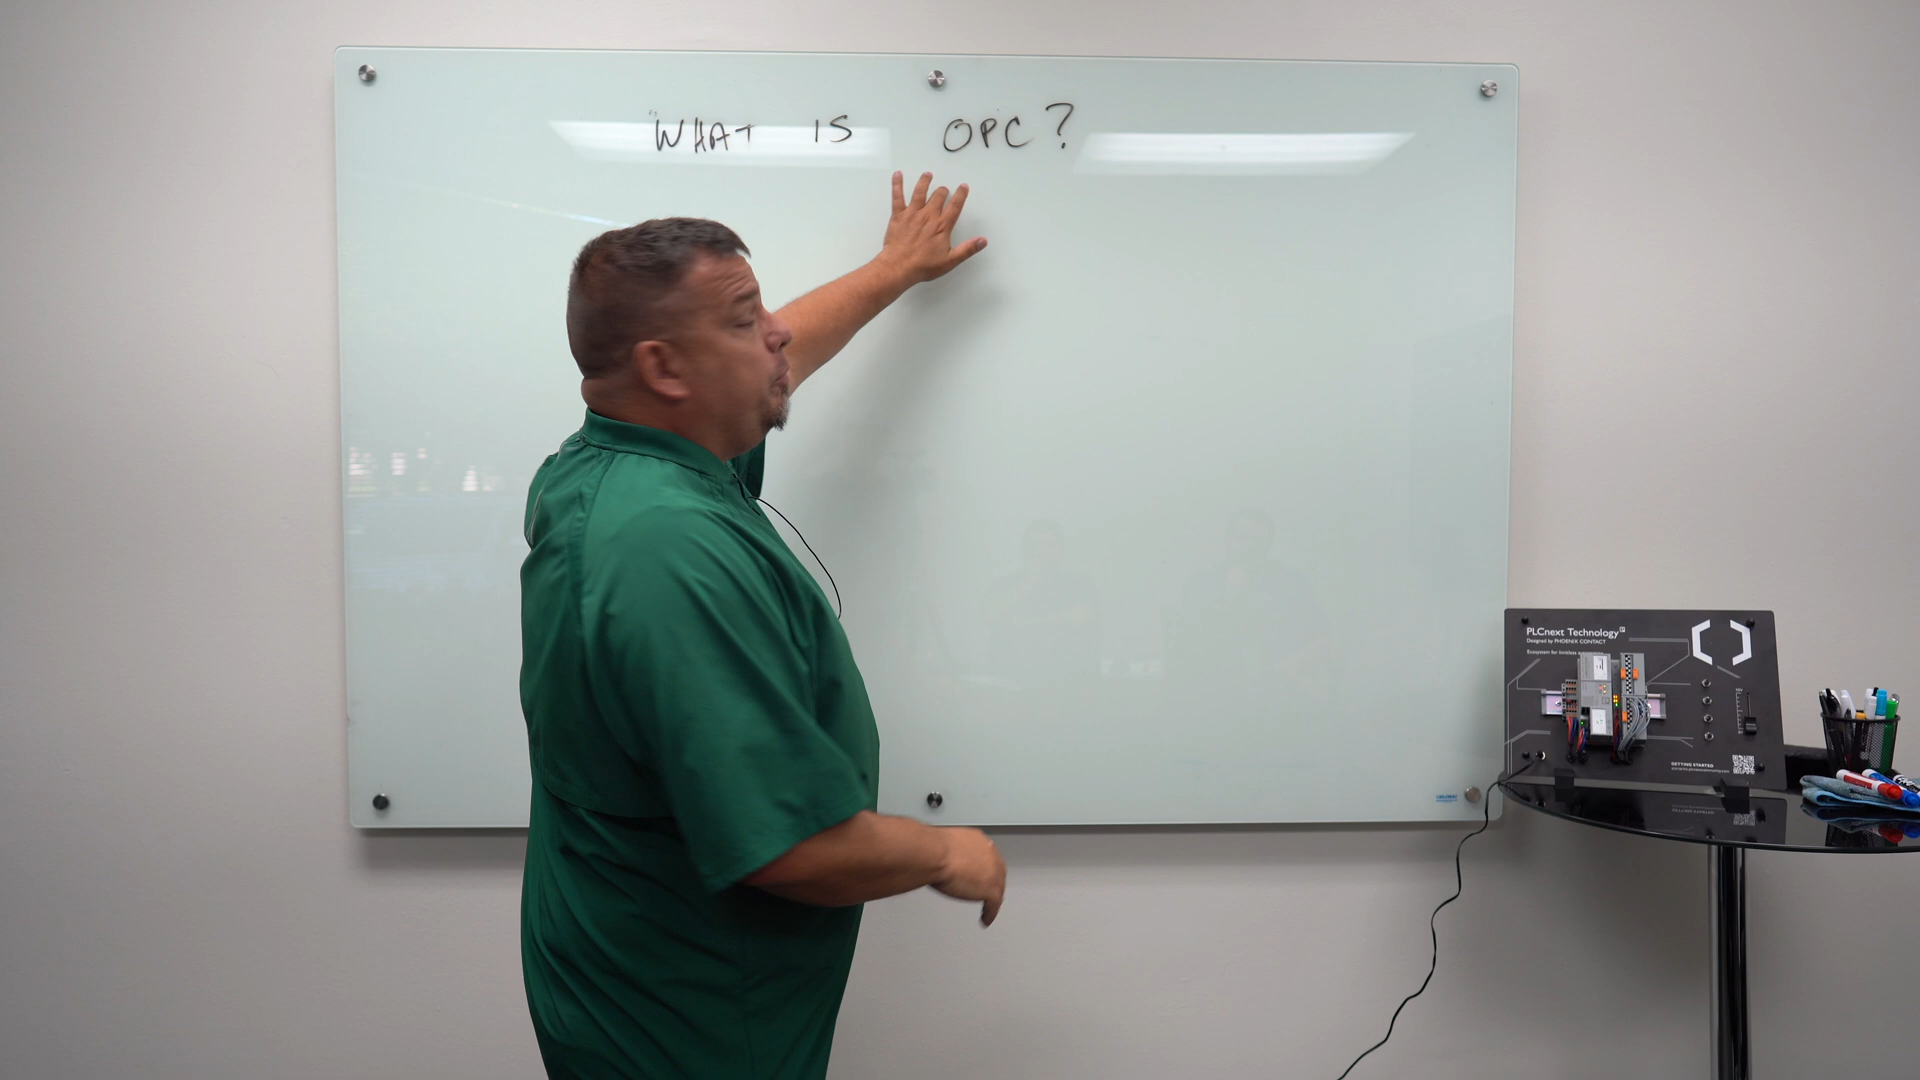 WHAT IS OPC?
PLCnext Technology
Designed by PHOENIX CONTACT
GETTING STARTED